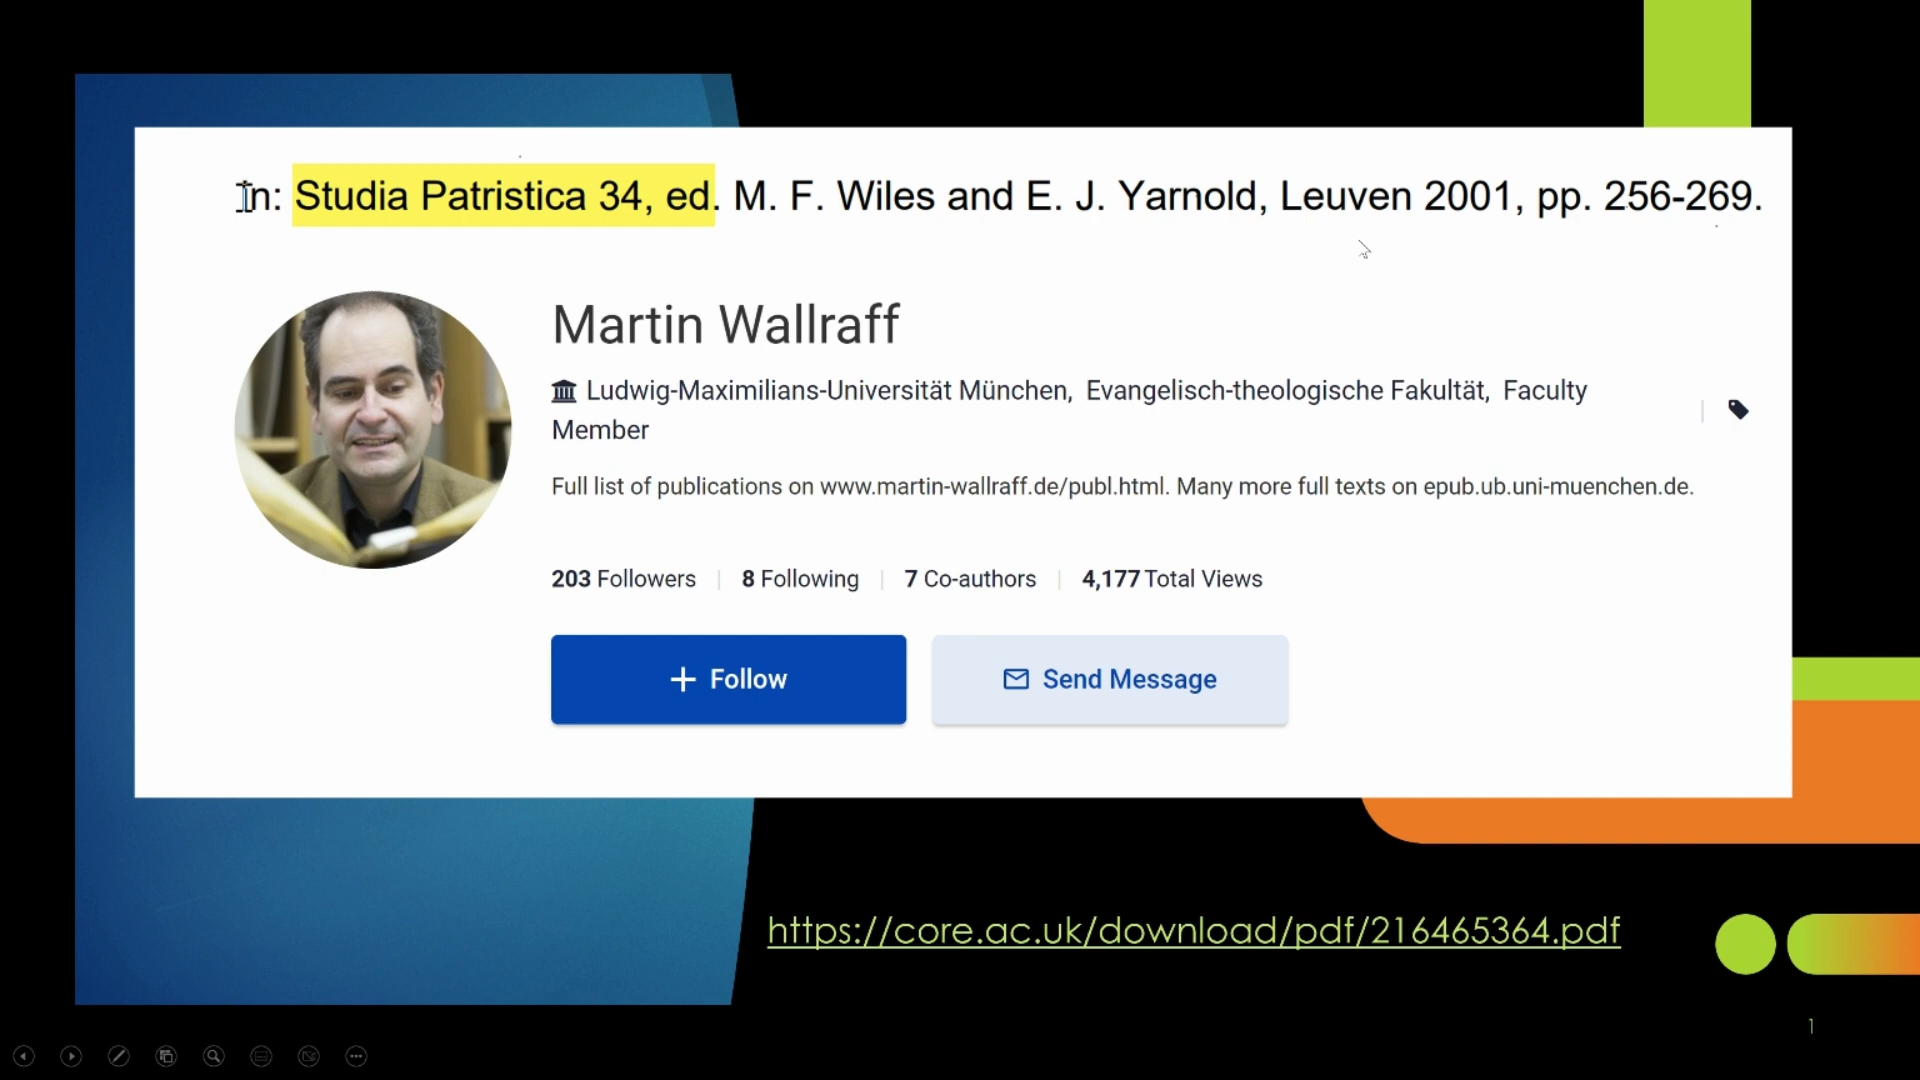 In: Studia Patristica 34, ed. M. F. Wiles and E. J. Yarnold, Leuven 2001, pp. 256-269.
Martin Wallraff
Ludwig-Maximilians-Universität München, Evangelisch-theologische Fakultät, Faculty
Member
Full list of publications on www.martin-wallraff.de/publ.html. Many more full texts on epub.ub.uni-muenchen.de.
203 Followers | 8 Following | 7 Co-authors | 4,177 Total Views
+ Follow
Send Message
https://core.ac.uk/download/pdf/216465364.pdf
1